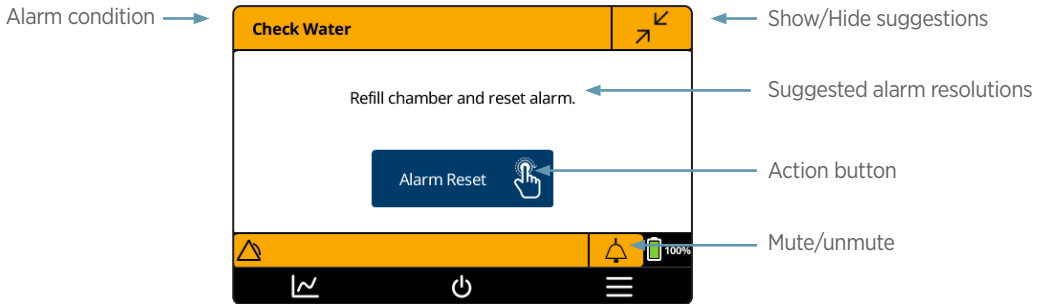 Alarm condition
Check Water
Show/Hide suggestions
Refill chamber and reset alarm.
Suggested alarm resolutions
Alarm Reset
Action button
Mute/unmute
100%